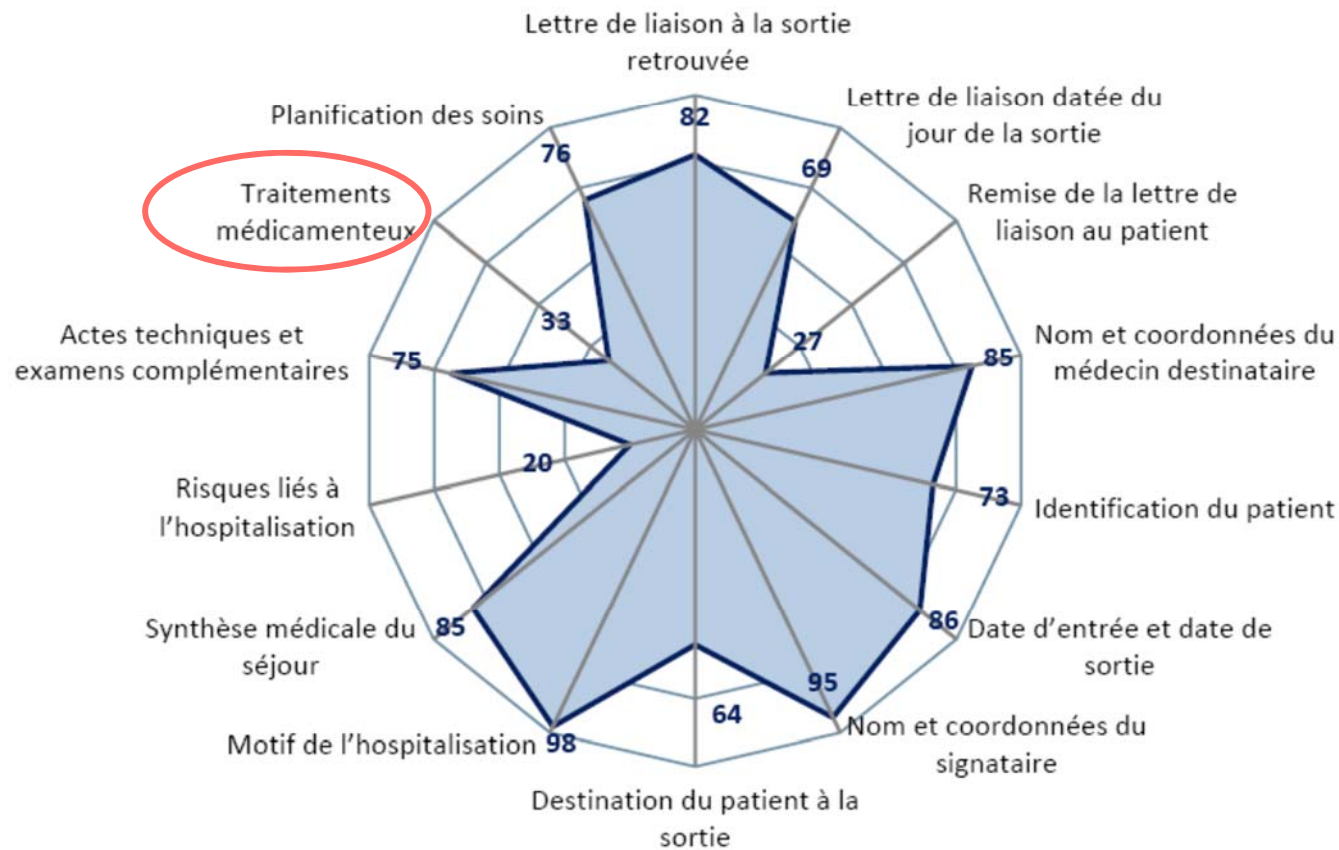 Lettre de liaison à la sortie
retrouvée
82
Lettre de liaison datée du
jour de la sortie
69
Remise de la lettre de
liaison au patient
27
Nom et coordonnées du
médecin destinataire
85
Identification du patient
73
Date d'entrée et date de
sortie
86
Nom et coordonnées du
signataire
95
Destination du patient à la
sortie
64
Motif de l'hospitalisation
98
Synthèse médicale du
séjour
85
Risques liés à
l'hospitalisation
20
Actes techniques et
examens complémentaires
75
Traitements
médicamenteux
33
Planification des soins
76